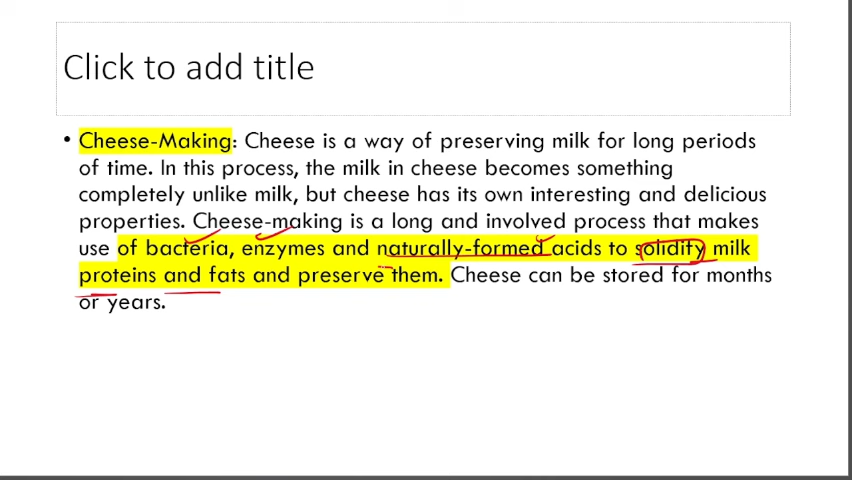 Click to add title
• Cheese-Making: Cheese is a way of preserving milk for long periods
of time. In this process, the milk in cheese becomes something
completely unlike milk, but cheese has its own interesting and delicious
properties. Cheese-making is a long and involved process that makes
use of bacteria, enzymes and naturally-formed acids to solidify milk
proteins and fats and preserve them. Cheese can be stored for months
or years.